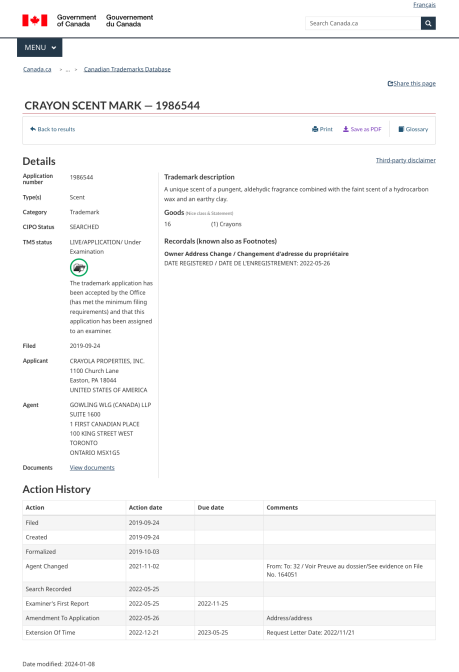 Français
Government
of Canada
Gouvernement
du Canada
Search Canada.ca
MENU
Canada.ca > ... > Canadian Trademarks Database
Share this page
CRAYON SCENT MARK — 1986544
Back to results
Print
Save as PDF
Glossary
Details
Third-party disclaimer
Application
number
1986544
Type(s)
Scent
Category
Trademark
CIPO Status
SEARCHED
TM5 status
LIVE/APPLICATION/ Under
Examination
The trademark application has
been accepted by the Office
(has met the minimum filing
requirements) and that this
application has been assigned
to an examiner.
Filed
2019-09-24
Applicant
CRAYOLA PROPERTIES, INC.
1100 Church Lane
Easton, PA 18044
UNITED STATES OF AMERICA
Agent
GOWLING WLG (CANADA) LLP
SUITE 1600
1 FIRST CANADIAN PLACE
100 KING STREET WEST
TORONTO
ONTARIO M5X1G5
Documents
View documents
Trademark description
A unique scent of a pungent, aldehydic fragrance combined with the faint scent of a hydrocarbon
wax and an earthy clay.
Goods (Nice class & Statement)
16 (1) Crayons
Recordals (known also as Footnotes)
Owner Address Change / Changement d'adresse du propriétaire
DATE REGISTERED / DATE DE L'ENREGISTREMENT: 2022-05-26
Action History
Action Action date Due date Comments
Filed 2019-09-24
Created 2019-09-24
Formalized 2019-10-03
Agent Changed 2021-11-02 From: To: 32 / Voir Preuve au dossier/See evidence on File
No. 164051
Search Recorded 2022-05-25
Examiner's First Report 2022-05-25 2022-11-25
Amendment To Application 2022-05-26 Address/address
Extension Of Time 2022-12-21 2023-05-25 Request Letter Date: 2022/11/21
Date modified: 2024-01-08